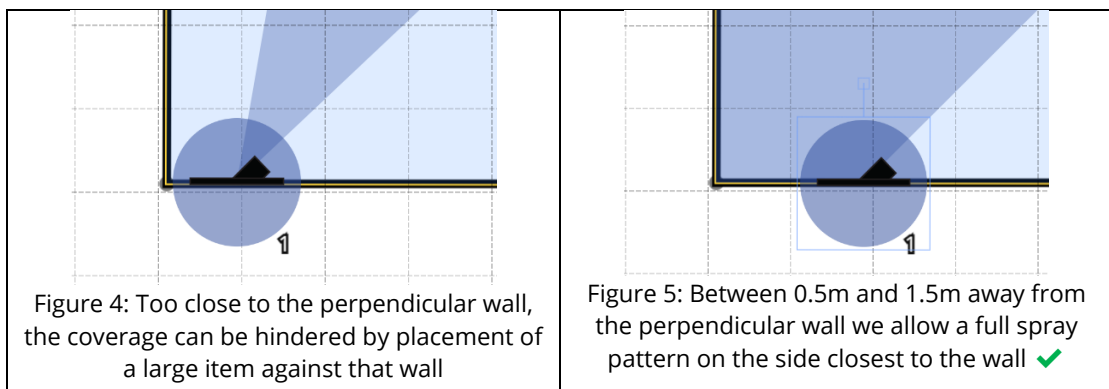 1
Figure 4: Too close to the perpendicular wall,
the coverage can be hindered by placement of
a large item against that wall
1
Figure 5: Between 0.5m and 1.5m away from
the perpendicular wall we allow a full spray
pattern on the side closest to the wall ✔